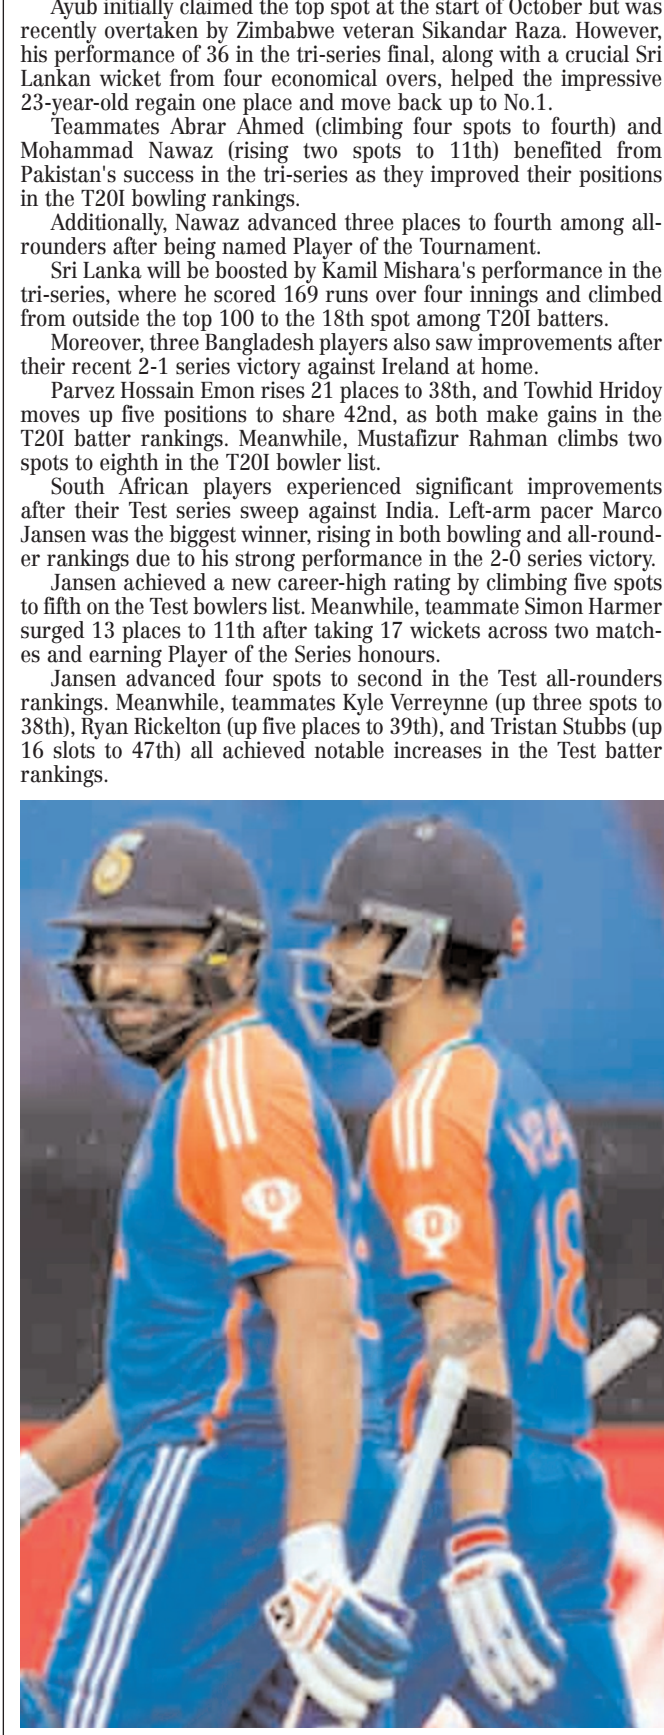 Ayub initially claimed the top spot at the start of October but was
recently overtaken by Zimbabwe veteran Sikandar Raza. However,
his performance of 36 in the tri-series final, along with a crucial Sri
Lankan wicket from four economical overs, helped the impressive
23-year-old regain one place and move back up to No.1.
Teammates Abrar Ahmed (climbing four spots to fourth) and
Mohammad Nawaz (rising two spots to 11th) benefited from
Pakistan's success in the tri-series as they improved their positions
in the T20I bowling rankings.
Additionally, Nawaz advanced three places to fourth among all-
rounders after being named Player of the Tournament.
Sri Lanka will be boosted by Kamil Mishara's performance in the
tri-series, where he scored 169 runs over four innings and climbed
from outside the top 100 to the 18th spot among T20I batters.
Moreover, three Bangladesh players also saw improvements after
their recent 2-1 series victory against Ireland at home.
Parvez Hossain Emon rises 21 places to 38th, and Towhid Hridoy
moves up five positions to share 42nd, as both make gains in the
T20I batter rankings. Meanwhile, Mustafizur Rahman climbs two
spots to eighth in the T20I bowler list.
South African players experienced significant improvements
after their Test series sweep against India. Left-arm pacer Marco
Jansen was the biggest winner, rising in both bowling and all-round-
er rankings due to his strong performance in the 2-0 series victory.
Jansen achieved a new career-high rating by climbing five spots
to fifth on the Test bowlers list. Meanwhile, teammate Simon Harmer
surged 13 places to 11th after taking 17 wickets across two match-
es and earning Player of the Series honours.
Jansen advanced four spots to second in the Test all-rounders
rankings. Meanwhile, teammates Kyle Verreynne (up three spots to
38th), Ryan Rickelton (up five places to 39th), and Tristan Stubbs (up
16 slots to 47th) all achieved notable increases in the Test batter
rankings.
D
D
18